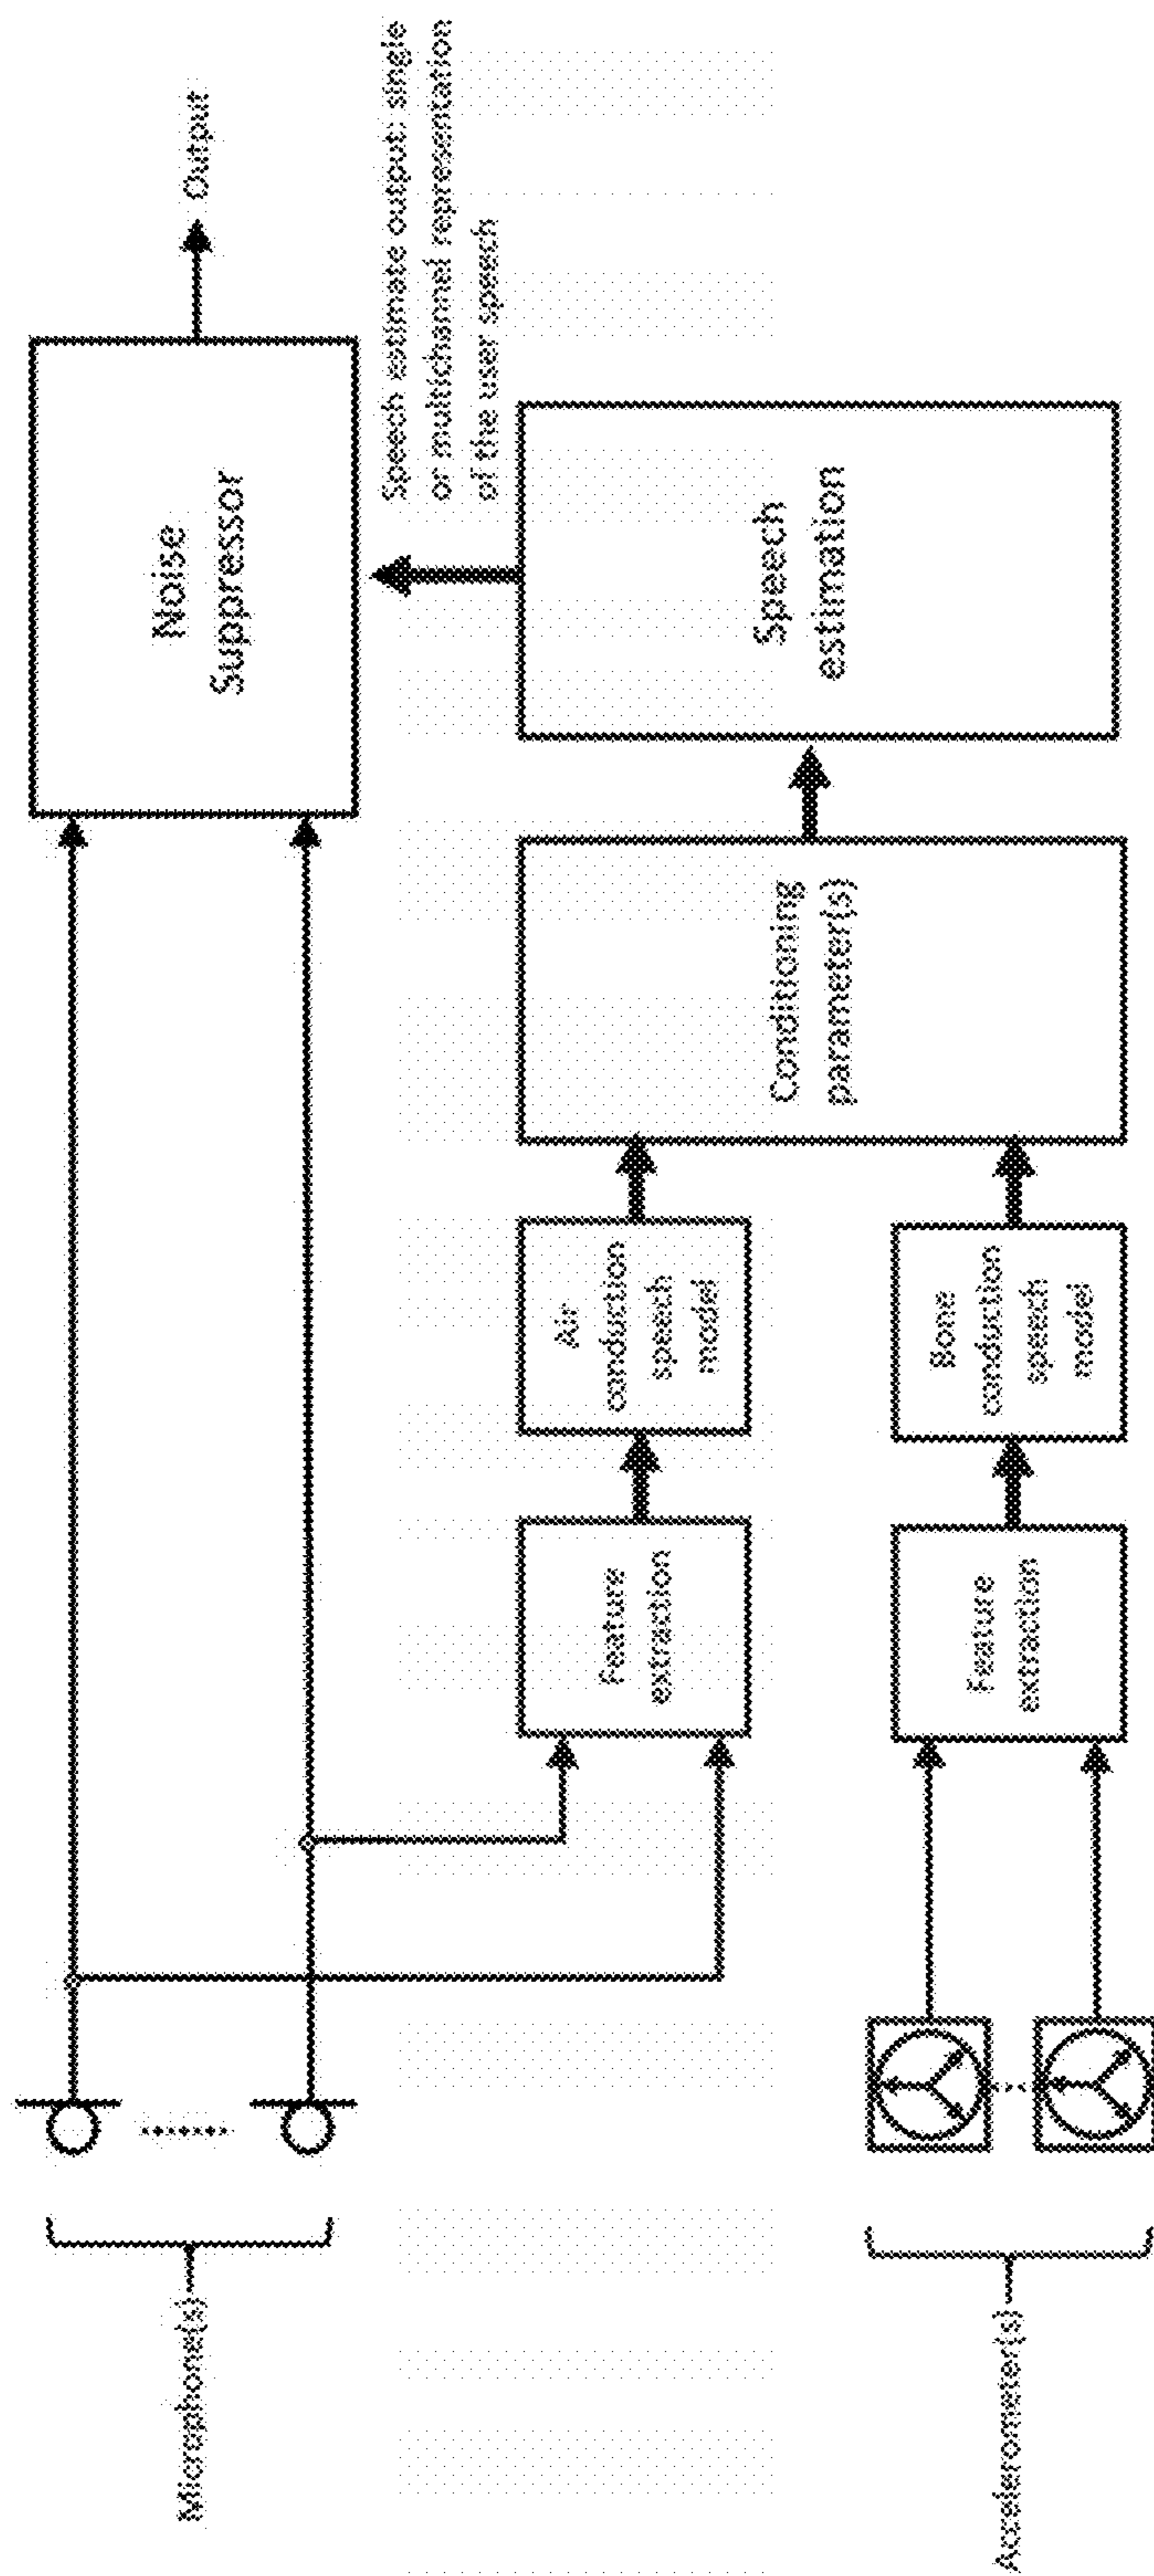 Microphone(s)
Accelerometer(s)
Feature
extraction
Feature
extraction
Air
conduction
speech
model
Bone
conduction
speech
model
Conditioning
parameter(s)
Speech
estimation
Speech estimate output: single
or multichannel representation
of the user speech
Noise
Suppressor
Output